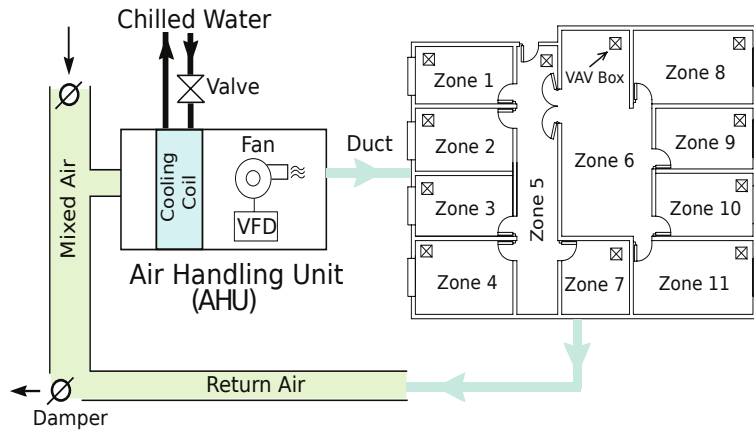 Chilled Water
Valve
Mixed Air
Cooling
Coil
Fan
VFD
Duct
Air Handling Unit
(AHU)
Return Air
Damper
Zone 1
Zone 2
Zone 3
Zone 4
Zone 5
VAV Box
Zone 6
Zone 7
Zone 8
Zone 9
Zone 10
Zone 11